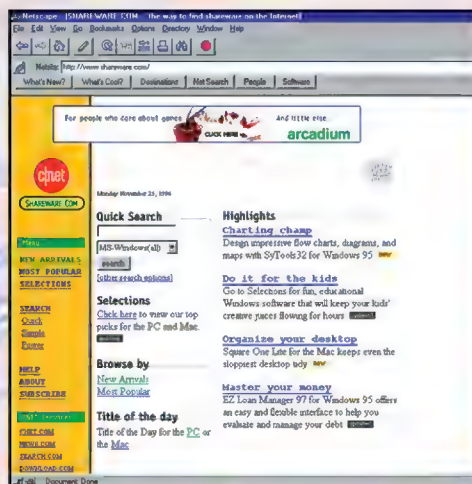 Netscape - [SHAREWARE.COM -- The way to find shareware on the Internet]
File Edit View Go Bookmarks Options Directory Window Help
Netsite: http://www.shareware.com/
What's New? What's Cool? Destinations Net Search People Software
For people who care about games
And little else.
CLICK HERE
arcadium
c|net
SHAREWARE.COM
Monday November 25, 1996
Menu
NEW ARRIVALS
MOST POPULAR
SELECTIONS
SEARCH
Quick
Simple
Power
HELP
ABOUT
SUBSCRIBE
CNET Services
CNET.COM
NEWS.COM
SEARCH.COM
DOWNLOAD.COM
Quick Search
MS-Windows(all)
search
[other search options]
Selections
Click here to view our top
picks for the PC and Mac.
Browse by
New Arrivals
Most Popular
Title of the day
Title of the Day for the PC or
the Mac
Highlights
Charting champ
Design impressive flow charts, diagrams, and
maps with SyTools32 for Windows 95 new
Do it for the kids
Go to Selections for fun, educational
Windows software that will keep your kids'
creative juices flowing for hours
Organize your desktop
Square One Lite for the Mac keeps even the
sloppiest desktop tidy new
Master your money
EZ Loan Manager 97 for Windows 95 offers
an easy and flexible interface to help you
evaluate and manage your debt
Document: Done